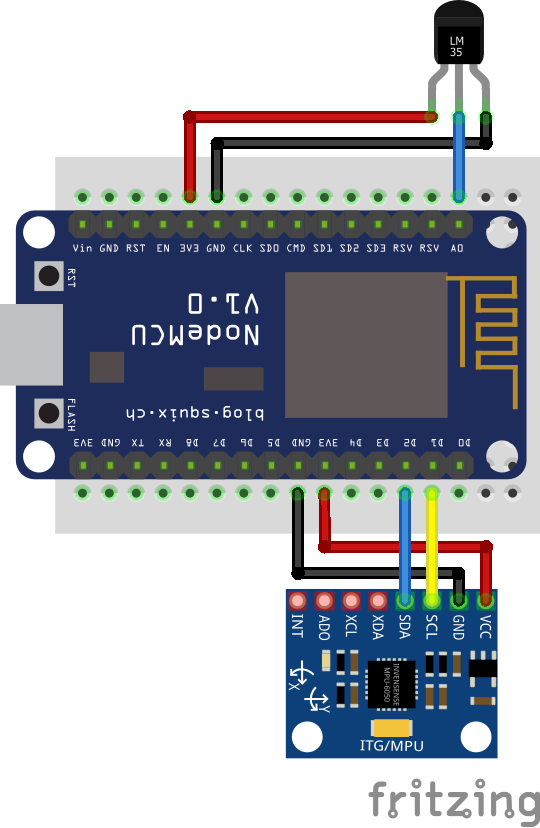 LM
35
Vin GND RST EN 3V3 GND CLK SD0 CMD SD1 SD2 SD3 RSV RSV A0
RST
V1.0
NodeMCU
FLASH
blog.squix.ch
3V3 GND TX RX D8 D7 D6 D5 GND 3V3 D4 D3 D2 D1 D0
INT ADO XCL XDA SDA SCL GND VCC
X
Y
INVENSENSE
MPU-6050
ITG/MPU
fritzing